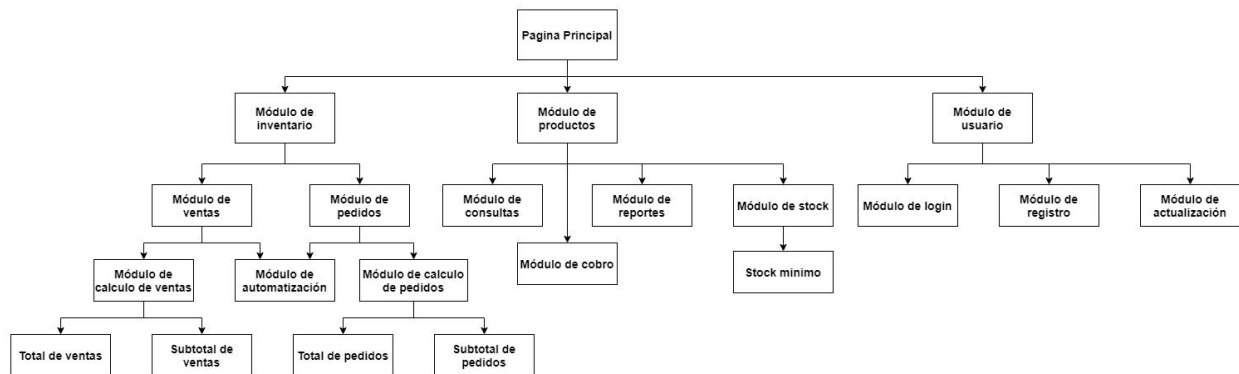 Pagina Principal
Módulo de
inventario
Módulo de
productos
Módulo de
usuario
Módulo de
ventas
Módulo de
pedidos
Módulo de
consultas
Módulo de
reportes
Módulo de stock
Módulo de login
Módulo de
registro
Módulo de
actualización
Módulo de
calculo de ventas
Módulo de
automatización
Módulo de calculo
de pedidos
Módulo de cobro
Stock minimo
Total de ventas
Subtotal de
ventas
Total de pedidos
Subtotal de
pedidos